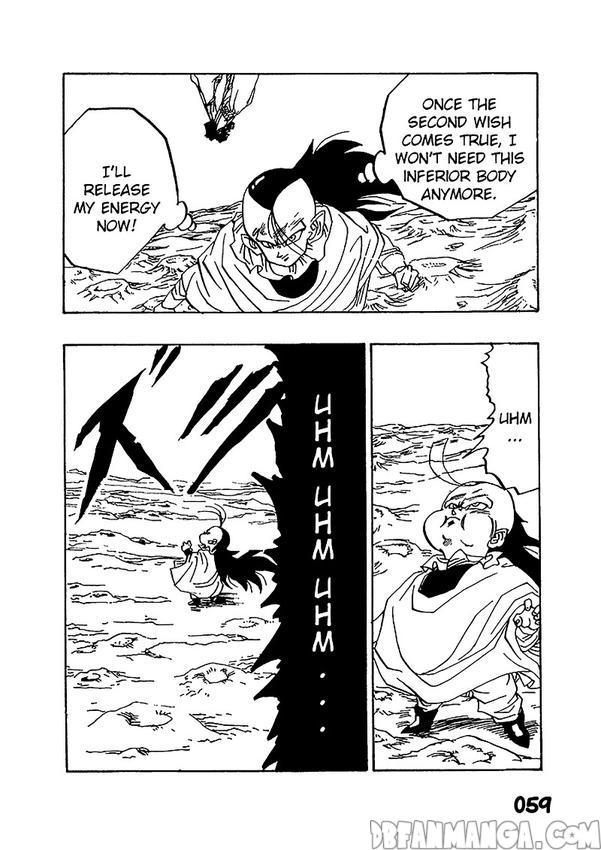 ONCE THE
SECOND WISH
COMES TRUE, I
WON'T NEED THIS
INFERIOR BODY
ANYMORE.
I'LL
RELEASE
MY ENERGY
NOW!
UHM
...
UHM UHM UHM...
059
DBFANMANGA.COM